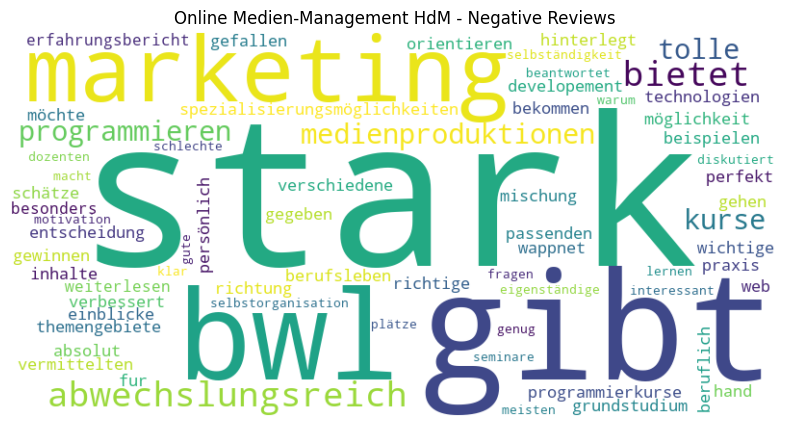 Online Medien-Management HdM - Negative Reviews
erfahrungsbericht
gefallen
orientieren
hinterlegt
marketing
selbständigkeit
tolle
bietet
beantwortet
developement
technologien
warum
möchte
spezialisierungsmöglichkeiten
bekommen
möglichkeit
programmieren
medienproduktionen
beispielen
stark
schlechte
dozenten
diskutiert
macht
verschiedene
perfekt
schätze
mischung
gehen
besonders
persönlich
gegeben
kurse
motivation
entscheidung
passenden
wappnet
wichtige
gewinnen
gute
praxis
inhalte
klar
berufsleben
fragen
lernen
weiterlesen
richtung
richtige
gibt
eigenständige
interessant
web
verbessert
selbstorganisation
einblicke
bwl
themengebiete
plätze
genug
absolut
seminare
vermittelten
beruflich
fur
abwechslungsreich
programmierkurse
hand
meisten
grundstudium